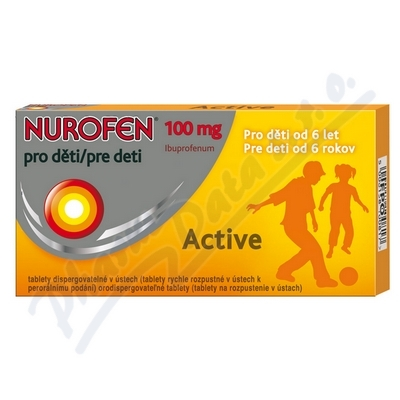 Active
NUROFEN® 100 mg
Ibuprofenum
pro děti/pre deti
Pro děti od 6 let
Pre deti od 6 rokov
Active
tablety dispergovatelné v ústech (tablety rychle rozpustné v ústech k
perorálnímu podání) orodispergovateľné tablety (tablety na rozpustenie v ústach)